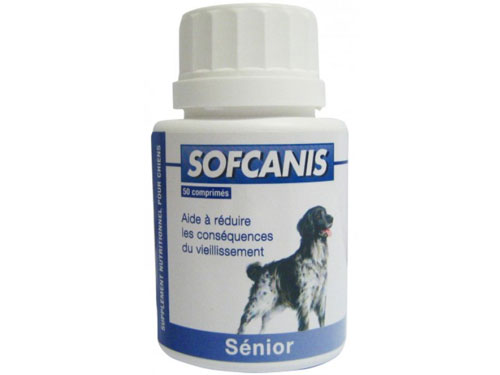 SOFCANIS
50 comprimés
Aide à réduire
les conséquences
du vieillissement
Sénior
SUPPLEMENT NUTRITIONNEL POUR CHIENS